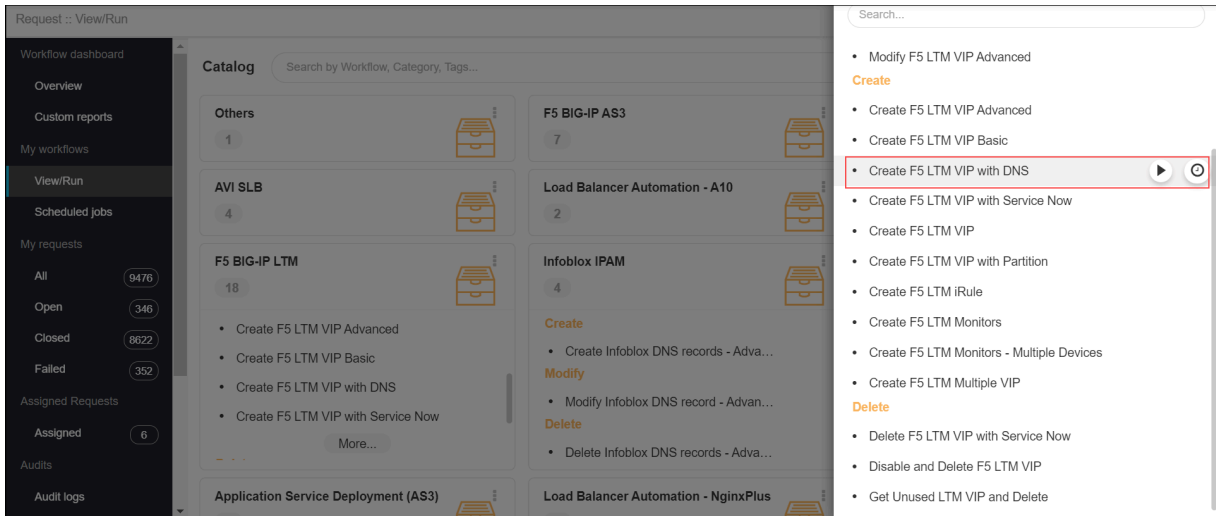 Request :: View/Run
Workflow dashboard
Overview
Custom reports
My workflows
View/Run
Scheduled jobs
My requests
All 9476
Open 346
Closed 8622
Failed 352
Assigned Requests
Assigned 6
Audits
Audit logs
Catalog Search by Workflow, Category, Tags...
Others
1
F5 BIG-IP AS3
7
AVI SLB
4
Load Balancer Automation - A10
2
F5 BIG-IP LTM
18
Create F5 LTM VIP Advanced
Create F5 LTM VIP Basic
Create F5 LTM VIP with DNS
Create F5 LTM VIP with Service Now
More...
Infoblox IPAM
4
Create
Create Infoblox DNS records - Adva...
Modify
Modify Infoblox DNS record - Advan...
Delete
Delete Infoblox DNS records - Adva...
Application Service Deployment (AS3)
Load Balancer Automation - NginxPlus
Search...
Modify F5 LTM VIP Advanced
Create
Create F5 LTM VIP Advanced
Create F5 LTM VIP Basic
Create F5 LTM VIP with DNS
Create F5 LTM VIP with Service Now
Create F5 LTM VIP
Create F5 LTM VIP with Partition
Create F5 LTM iRule
Create F5 LTM Monitors
Create F5 LTM Monitors - Multiple Devices
Create F5 LTM Multiple VIP
Delete
Delete F5 LTM VIP with Service Now
Disable and Delete F5 LTM VIP
Get Unused LTM VIP and Delete